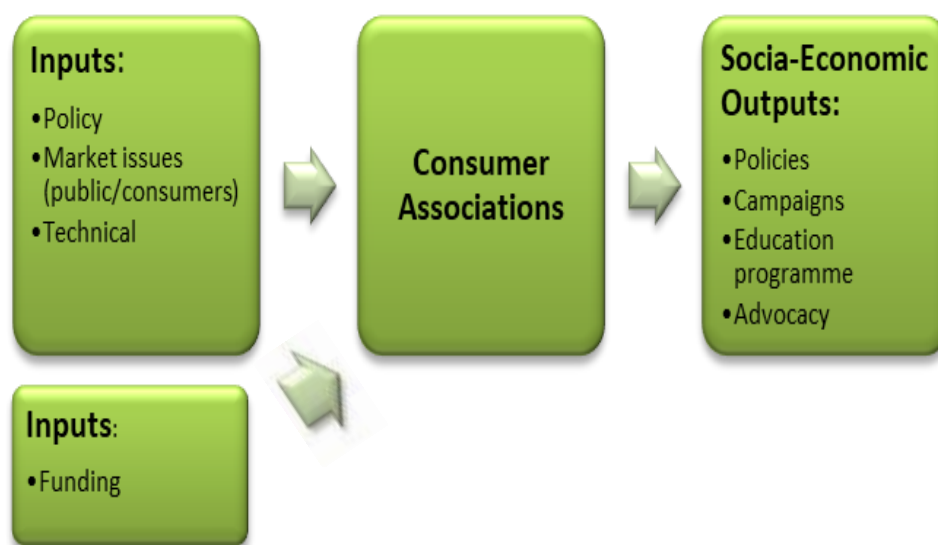 Inputs:
•Policy
•Market issues
(public/consumers)
•Technical
Inputs:
•Funding
Consumer
Associations
Socia-Economic
Outputs:
•Policies
•Campaigns
•Education
programme
•Advocacy